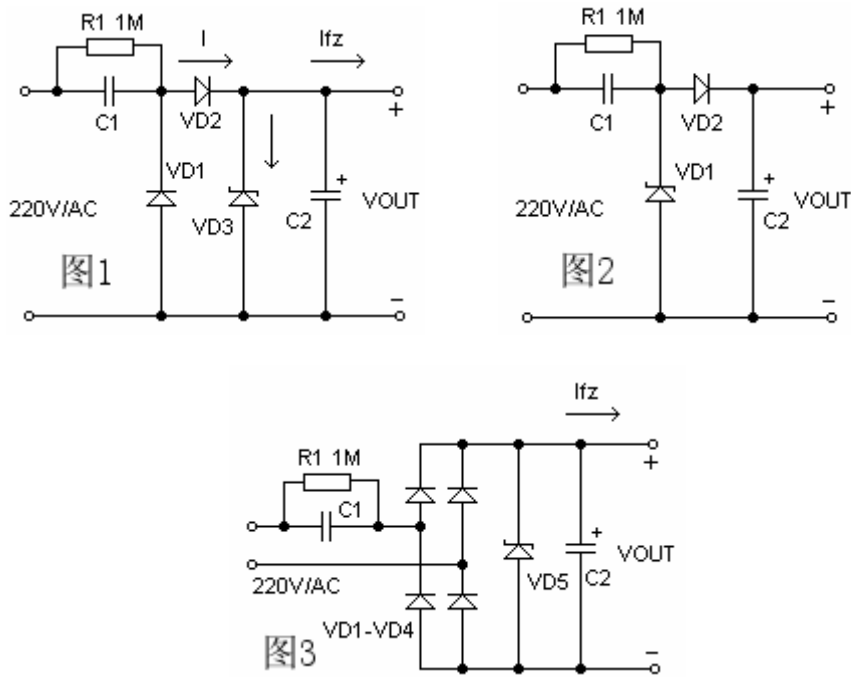 R1 1M
I
Ifz
C1
VD2
+
VD1
+
220V/AC
VD3
C2
VOUT
图1
−
R1 1M
C1
VD2
+
VD1
+
220V/AC
C2
VOUT
图2
−
Ifz
R1 1M
C1
+
+
220V/AC
VD5
C2
VOUT
VD1-VD4
图3
−